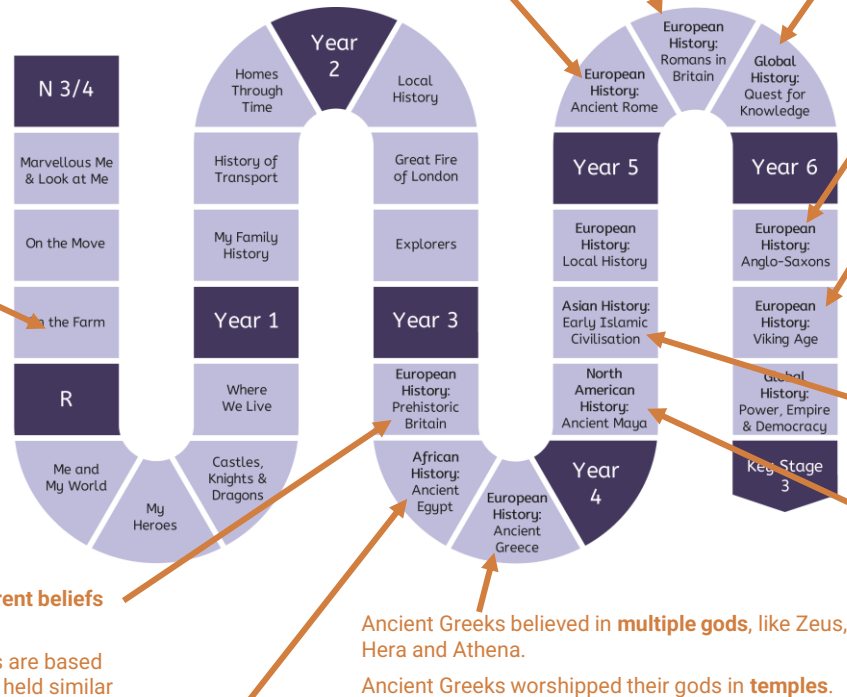 N 3/4
Marvellous Me
& Look at Me
On the Move
the Farm
R
Me and
My World
My
Heroes
Castles,
Knights &
Dragons
Where
We Live
Year 1
My Family
History
History of
Transport
Homes
Through
Time
Year
2
Local
History
Great Fire
of London
Explorers
Year 3
European
History:
Prehistoric
Britain
African
History:
Ancient
Egypt
European
History:
Ancient
Greece
Year
4
North
American
History:
Ancient Maya
Asian History:
Early Islamic
Civilisation
European
History:
Local History
Year 5
European
History:
Ancient Rome
European
History:
Romans in
Britain
Global
History:
Quest for
Knowledge
Year 6
European
History:
Anglo-Saxons
European
History:
Viking Age
Global
History:
Power, Empire
& Democracy
Key Stage
3
rent beliefs
s are based
held similar
Ancient Greeks believed in multiple gods, like Zeus,
Hera and Athena.
Ancient Greeks worshipped their gods in temples.